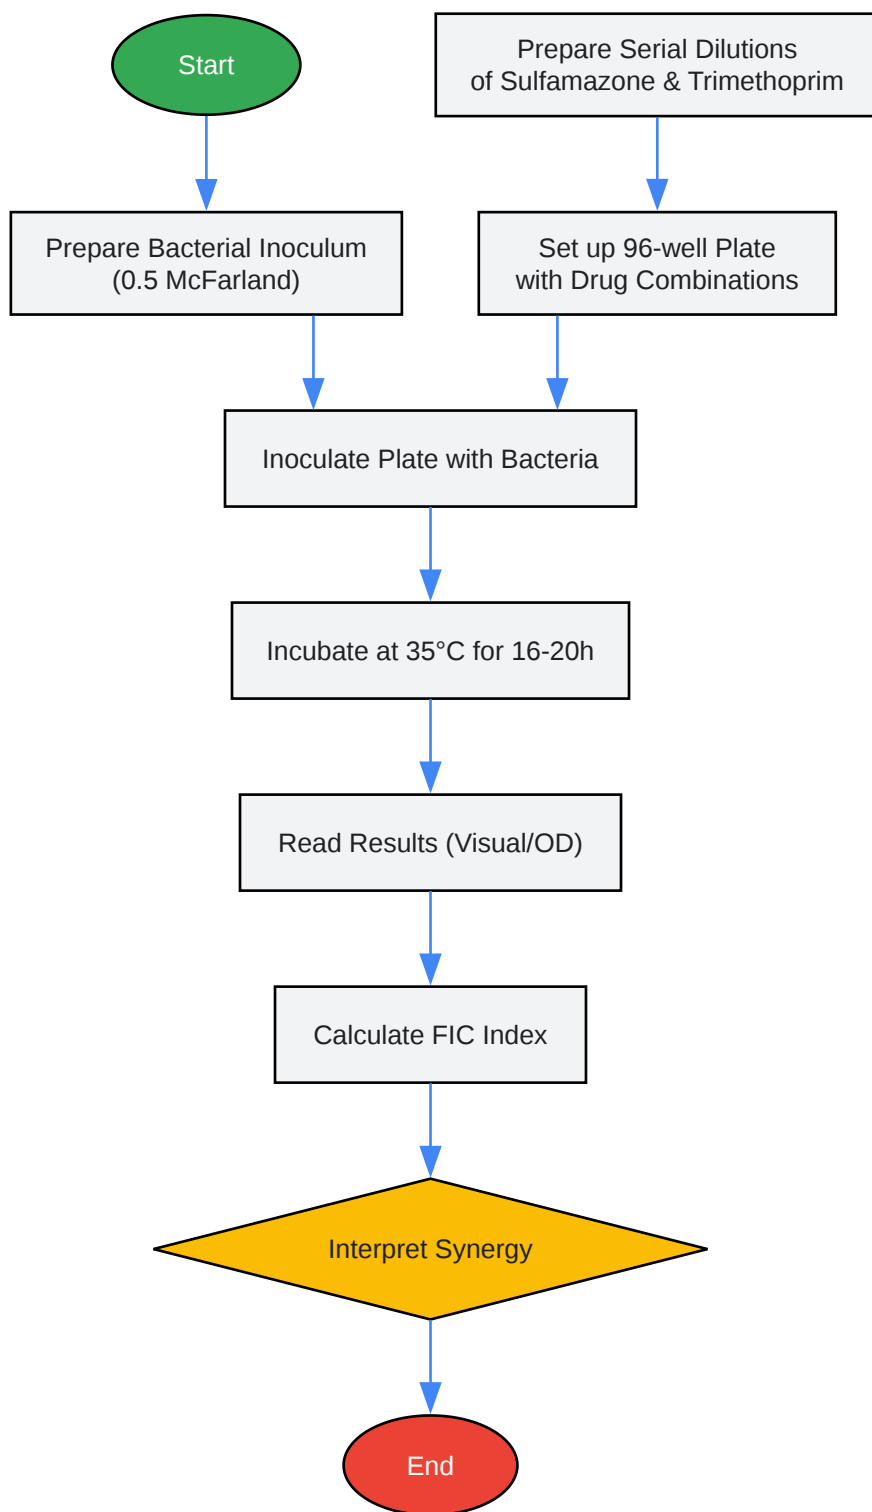 Start
Prepare Serial Dilutions
of Sulfamazone & Trimethoprim
Prepare Bacterial Inoculum
(0.5 McFarland)
Set up 96-well Plate
with Drug Combinations
Inoculate Plate with Bacteria
Incubate at 35°C for 16-20h
Read Results (Visual/OD)
Calculate FIC Index
Interpret Synergy
End